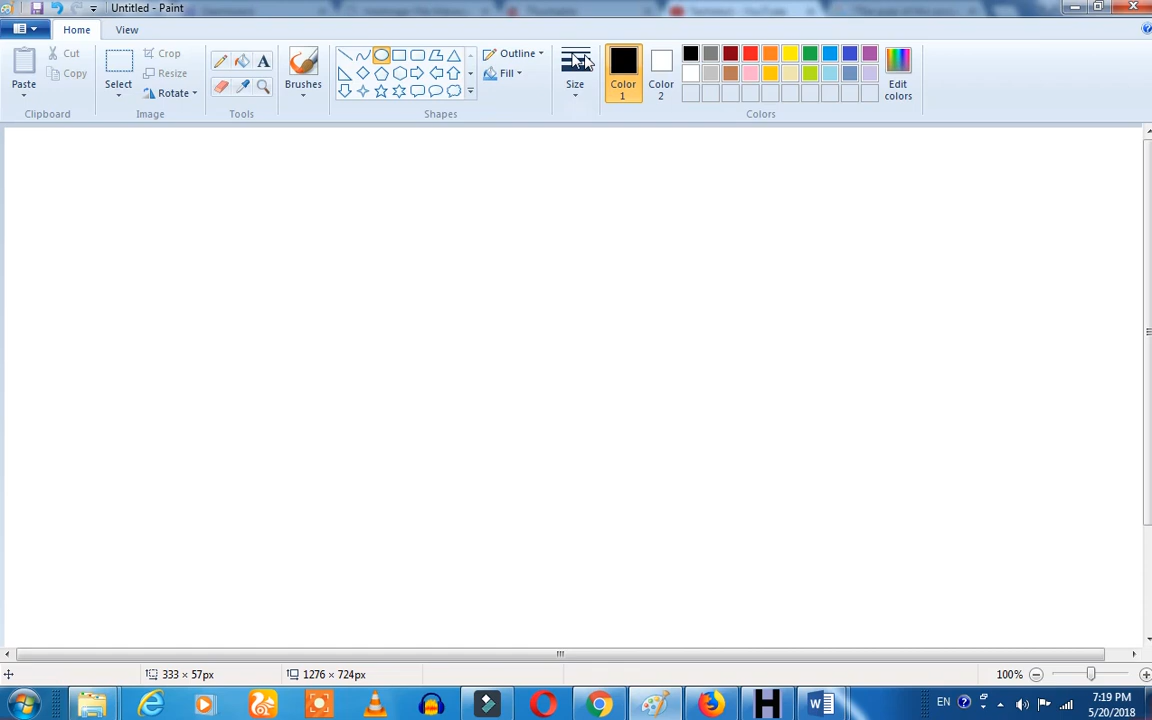 Untitled - Paint
Home View
Paste
Clipboard
Cut
Copy
Select
Crop
Resize
Rotate
Image
A
Tools
Brushes
Shapes
Outline
Fill
Size
Color 1
Color 2
Edit colors
Colors
333 × 57px
1276 × 724px
100%
H
W
EN
7:19 PM
5/20/2018